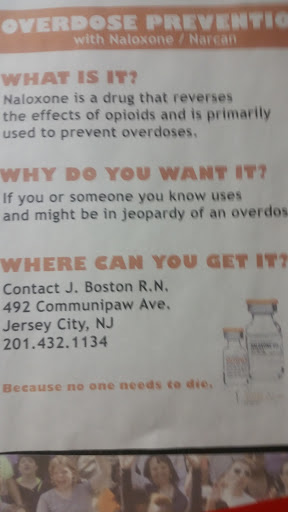 OVERDOSE PREVENTIO
with Naloxone / Narcan
WHAT IS IT?
Naloxone is a drug that reverses
the effects of opioids and is primarily
used to prevent overdoses.
WHY DO YOU WANT IT?
If you or someone you know uses
and might be in jeopardy of an overdos
WHERE CAN YOU GET IT?
Contact J. Boston R.N.
492 Communipaw Ave.
Jersey City, NJ
201.432.1134
Because no one needs to die.